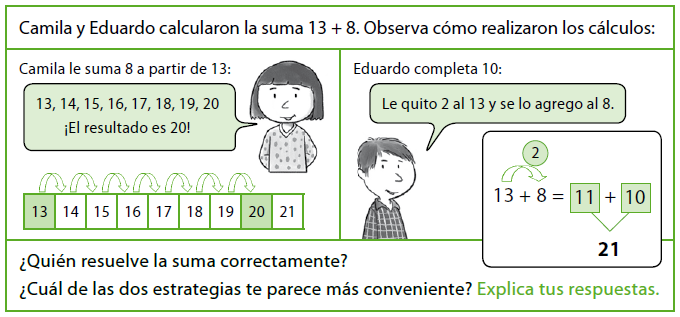 Camila y Eduardo calcularon la suma 13 + 8. Observa cómo realizaron los cálculos:
Camila le suma 8 a partir de 13:
13, 14, 15, 16, 17, 18, 19, 20
¡El resultado es 20!
13 14 15 16 17 18 19 20 21
Eduardo completa 10:
Le quito 2 al 13 y se lo agrego al 8.
2
13 + 8 = 11 + 10
21
¿Quién resuelve la suma correctamente?
¿Cuál de las dos estrategias te parece más conveniente? Explica tus respuestas.